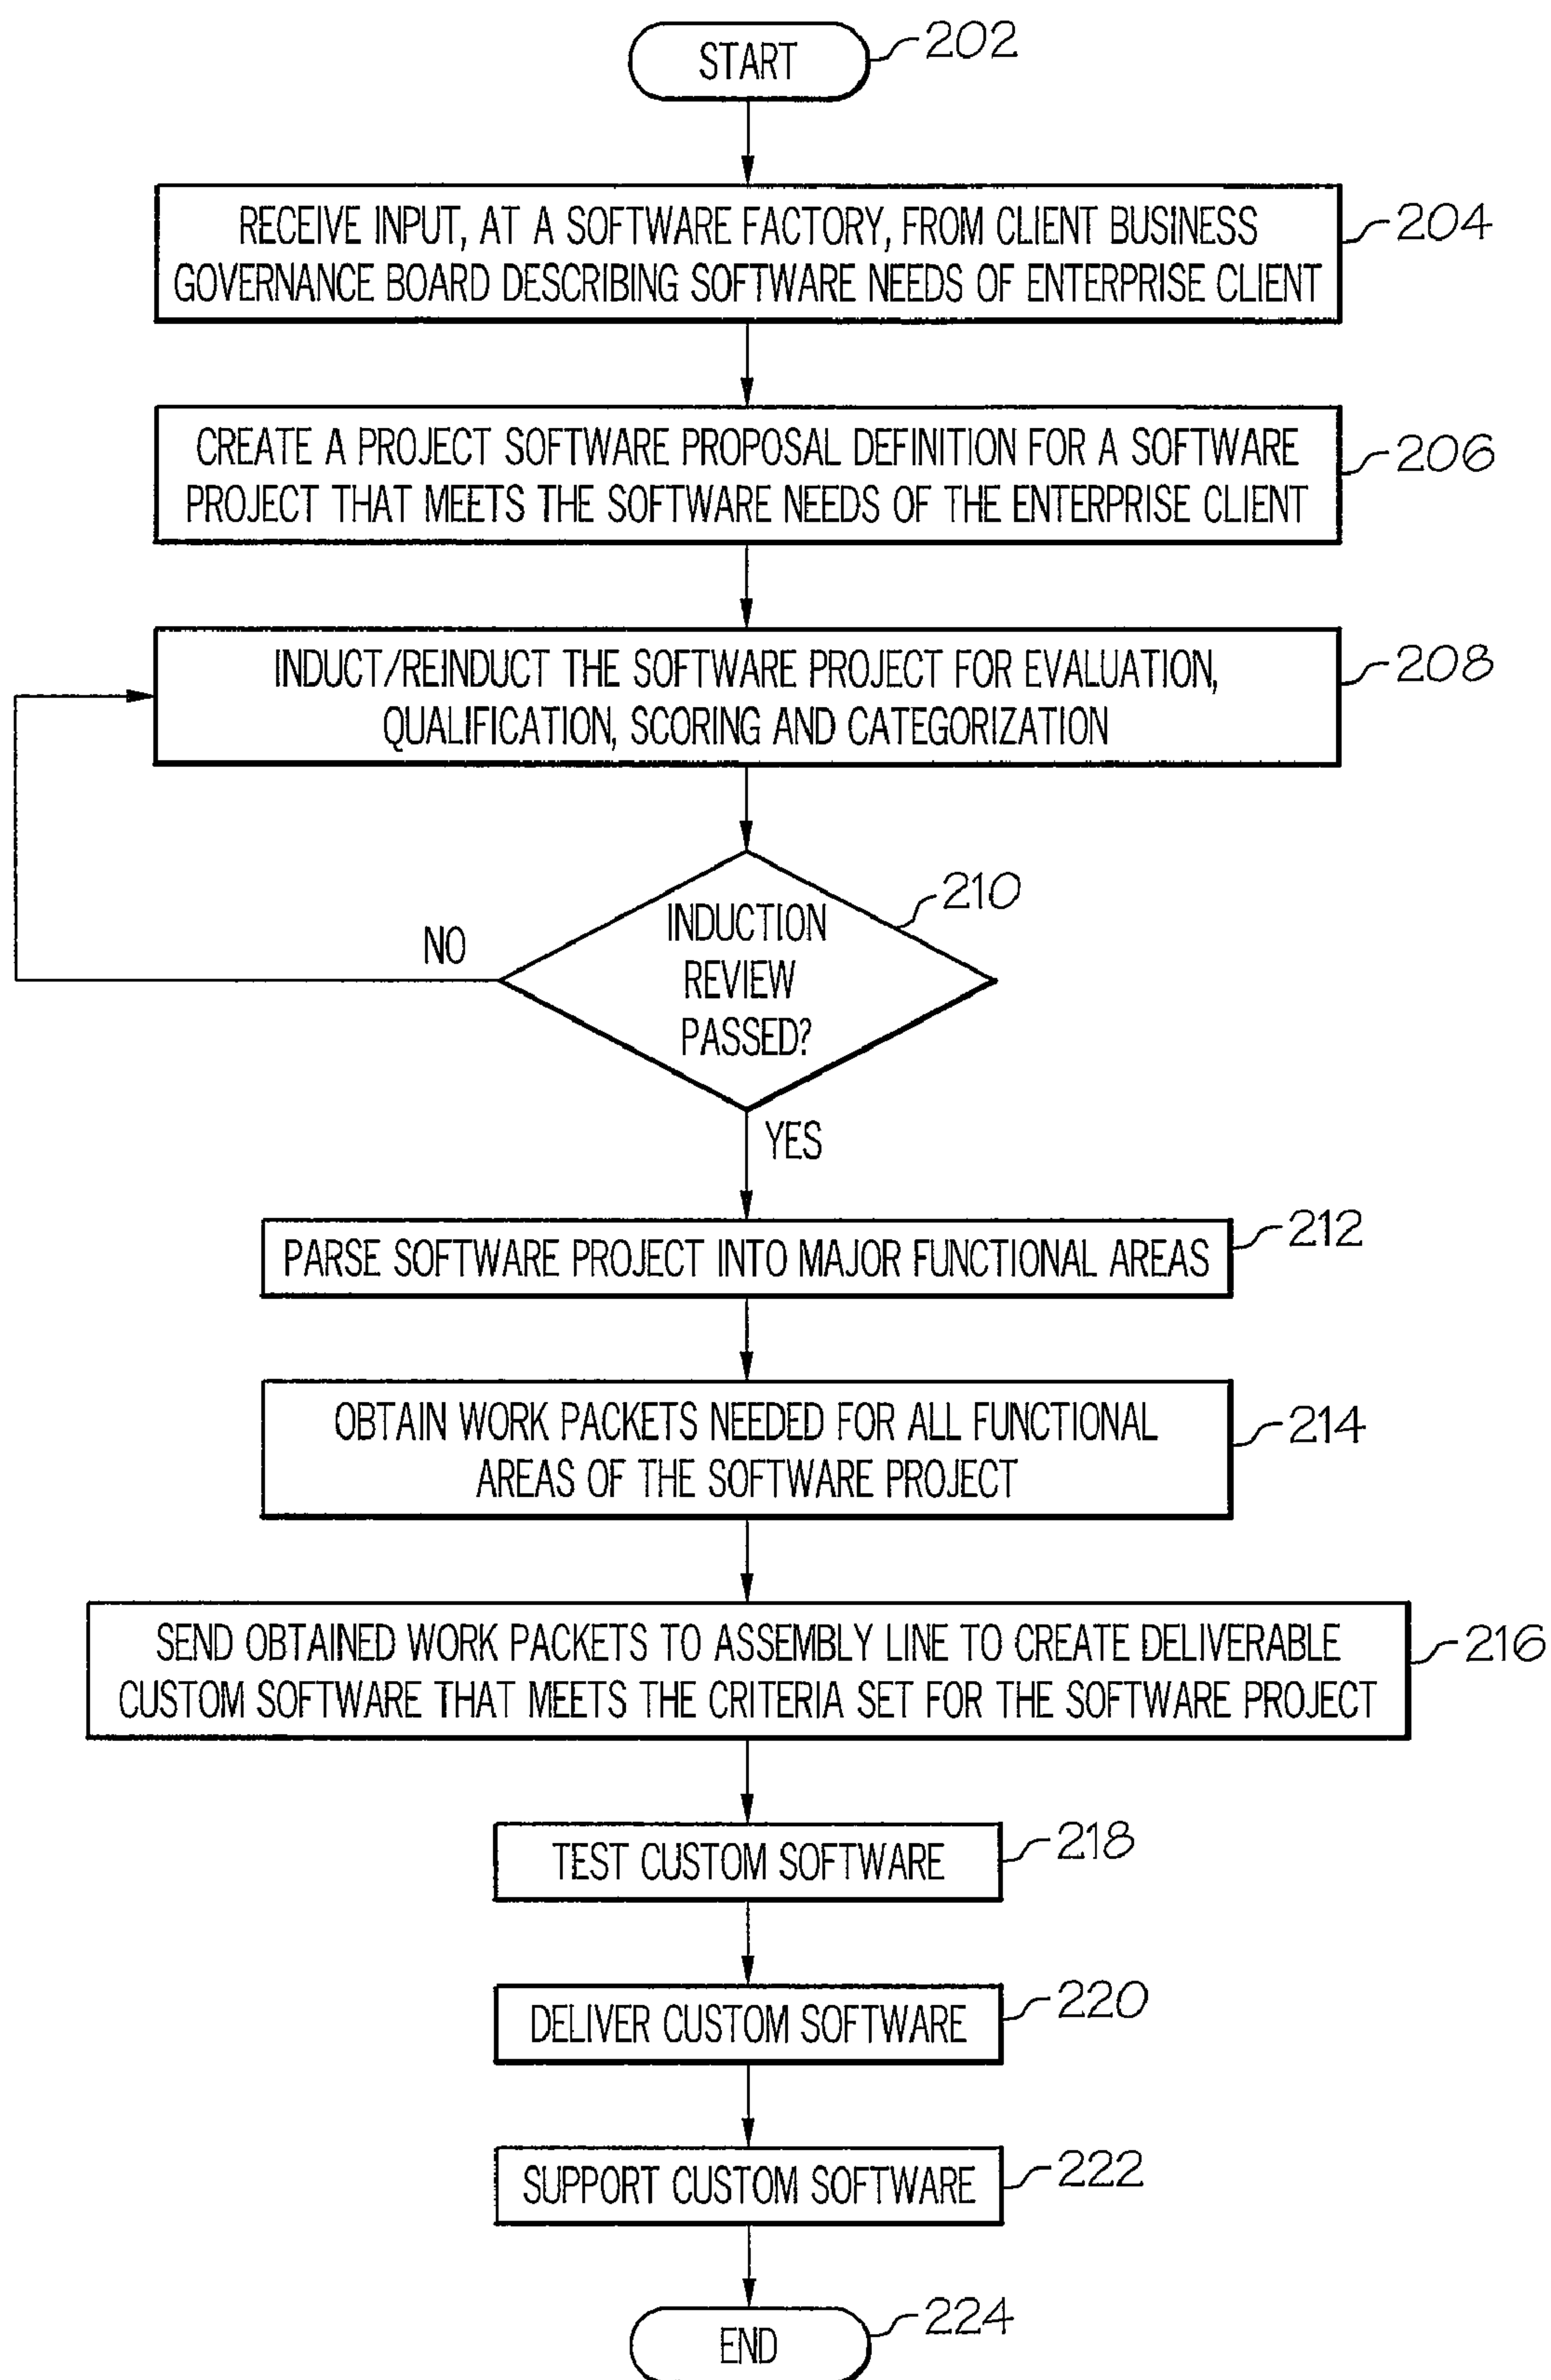 START
202
RECEIVE INPUT, AT A SOFTWARE FACTORY, FROM CLIENT BUSINESS
GOVERNANCE BOARD DESCRIBING SOFTWARE NEEDS OF ENTERPRISE CLIENT
204
CREATE A PROJECT SOFTWARE PROPOSAL DEFINITION FOR A SOFTWARE
PROJECT THAT MEETS THE SOFTWARE NEEDS OF THE ENTERPRISE CLIENT
206
INDUCT/REINDUCT THE SOFTWARE PROJECT FOR EVALUATION,
QUALIFICATION, SCORING AND CATEGORIZATION
208
INDUCTION
REVIEW
PASSED?
210
NO
YES
PARSE SOFTWARE PROJECT INTO MAJOR FUNCTIONAL AREAS
212
OBTAIN WORK PACKETS NEEDED FOR ALL FUNCTIONAL
AREAS OF THE SOFTWARE PROJECT
214
SEND OBTAINED WORK PACKETS TO ASSEMBLY LINE TO CREATE DELIVERABLE
CUSTOM SOFTWARE THAT MEETS THE CRITERIA SET FOR THE SOFTWARE PROJECT
216
TEST CUSTOM SOFTWARE
218
DELIVER CUSTOM SOFTWARE
220
SUPPORT CUSTOM SOFTWARE
222
END
224